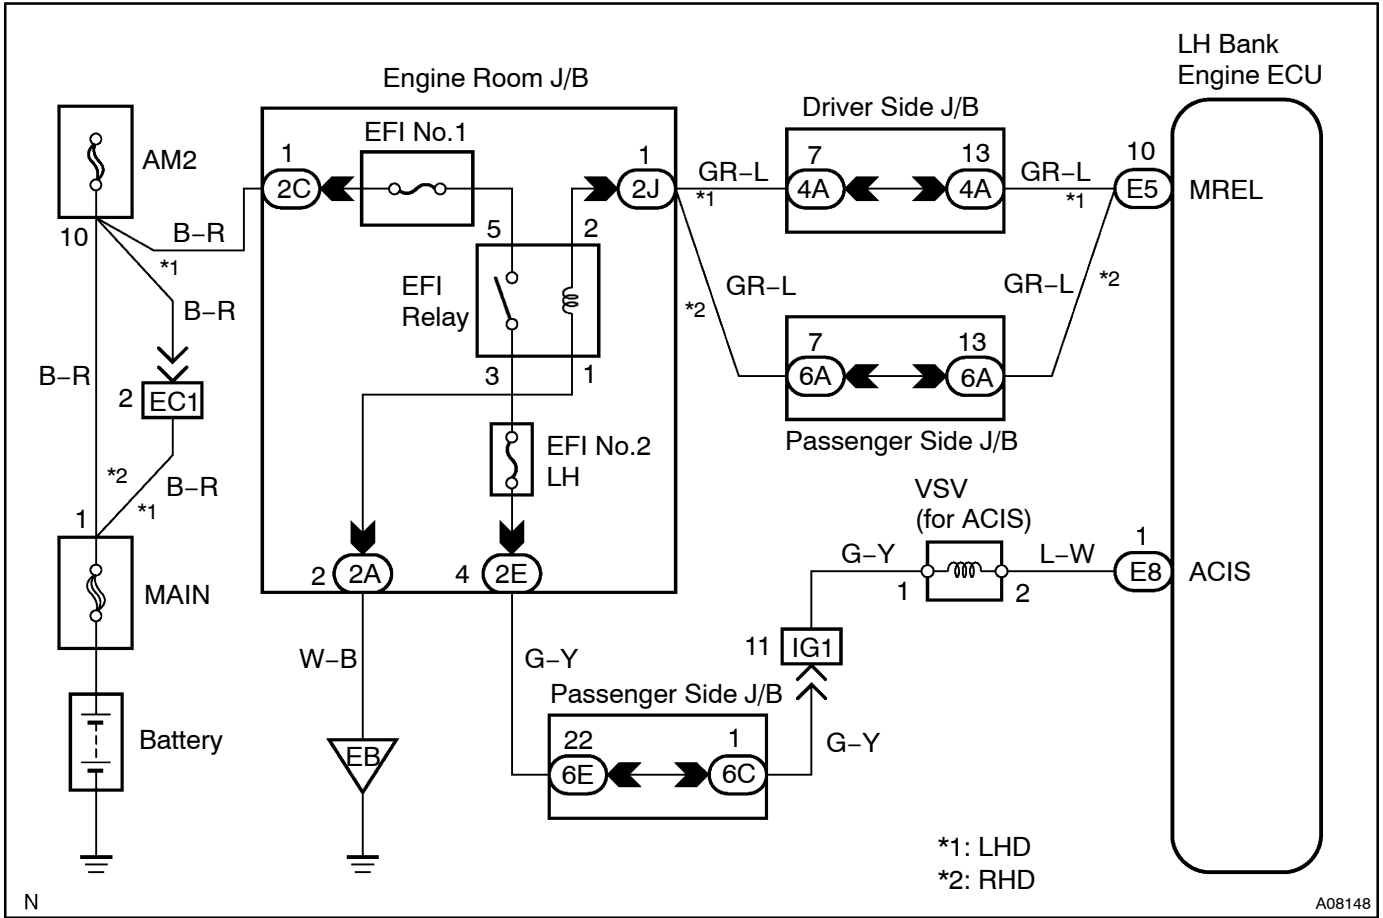 LH Bank
Engine ECU
Engine Room J/B
Driver Side J/B
EFI No.1
AM2
1
2C
1
2J
GR–L
*1
7
4A
13
4A
GR–L
*1
10
E5
MREL
10
B–R
*1
5
2
B–R
EFI
Relay
GR–L
*2
GR–L
*2
7
6A
13
6A
B–R
3
1
2
EC1
Passenger Side J/B
EFI No.2
LH
*2
B–R
*1
VSV
(for ACIS)
1
G–Y
L–W
1
E8
ACIS
2
2A
4
2E
1
2
MAIN
11
IG1
W–B
G–Y
Passenger Side J/B
Battery
EB
22
6E
1
6C
G–Y
*1: LHD
*2: RHD
N
A08148